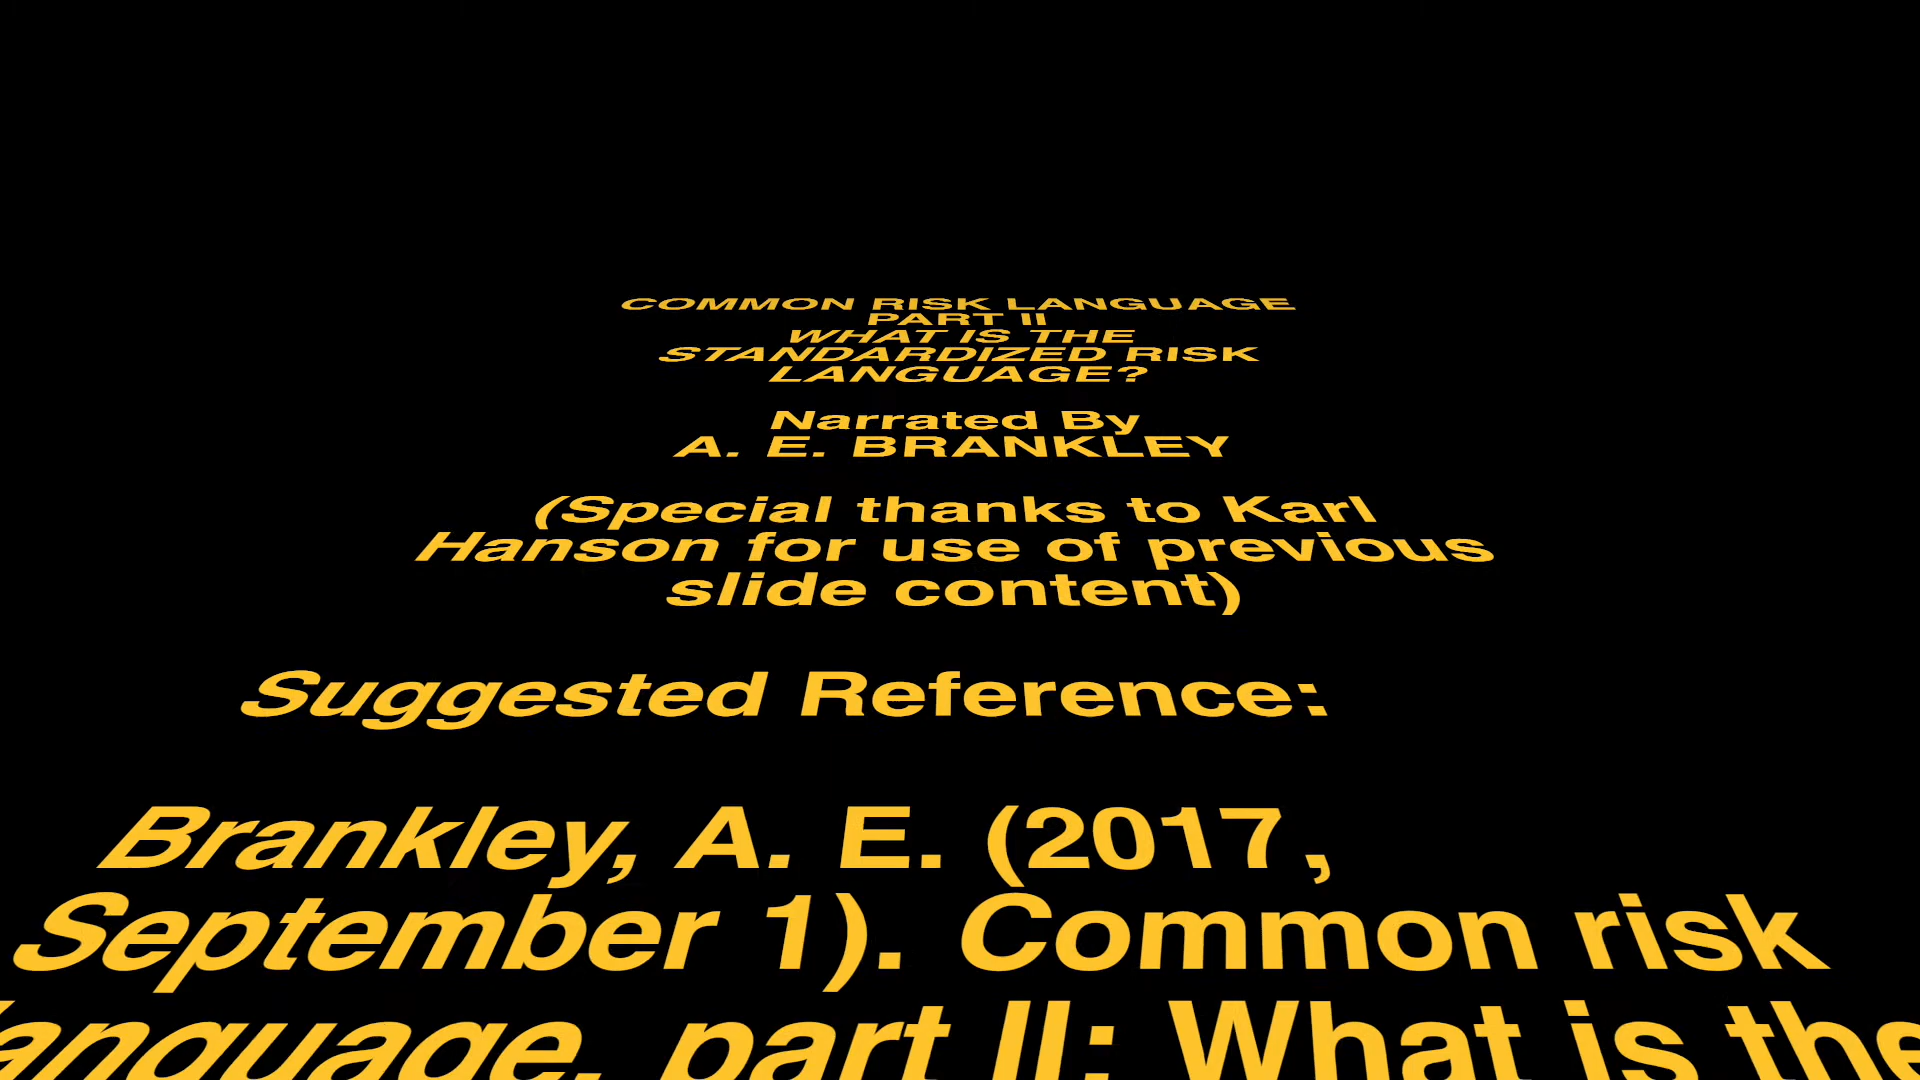 COMMON RISK LANGUAGE
PART II
WHAT IS THE
STANDARDIZED RISK
LANGUAGE?
Narrated By
A. E. BRANKLEY
(Special thanks to Karl
Hanson for use of previous
slide content)
Suggested Reference:
Brankley, A. E. (2017,
September 1). Common risk
language, part II: What is the